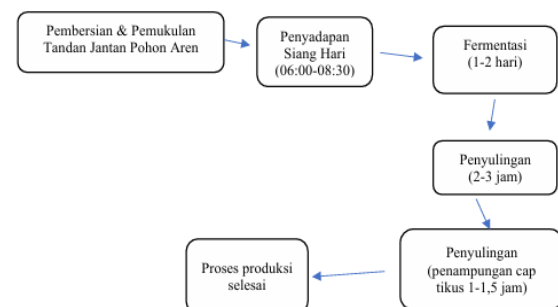 Pembersian & Pemukulan
Tandan Jantan Pohon Aren
Penyadapan
Siang Hari
(06:00-08:30)
Fermentasi
(1-2 hari)
Penyulingan
(2-3 jam)
Penyulingan
(penampungan cap
tikus 1-1,5 jam)
Proses produksi
selesai